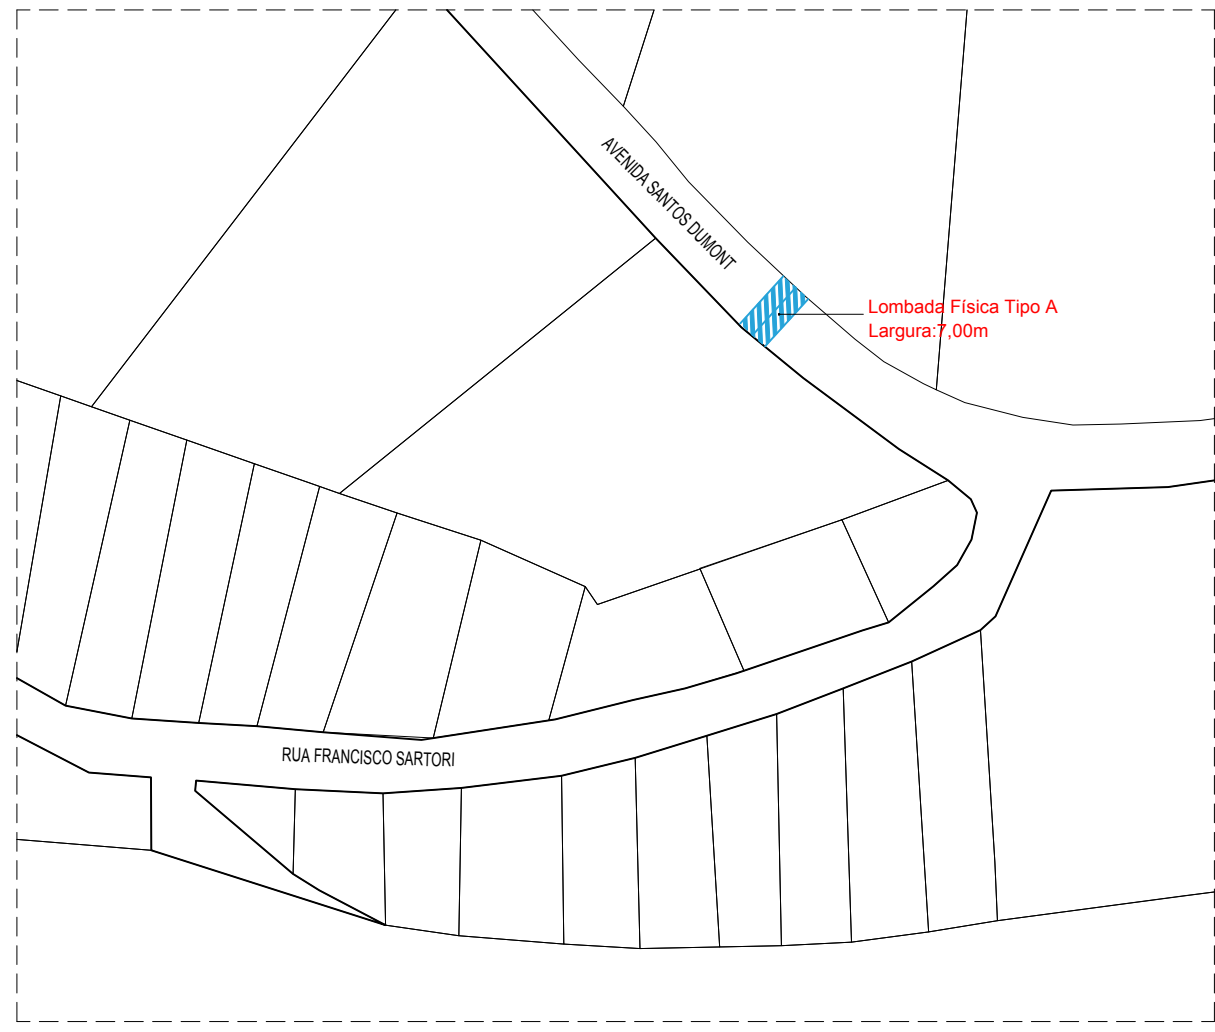 AVENIDA SANTOS DUMONT
Lombada Física Tipo A
Largura:7,00m
RUA FRANCISCO SARTORI